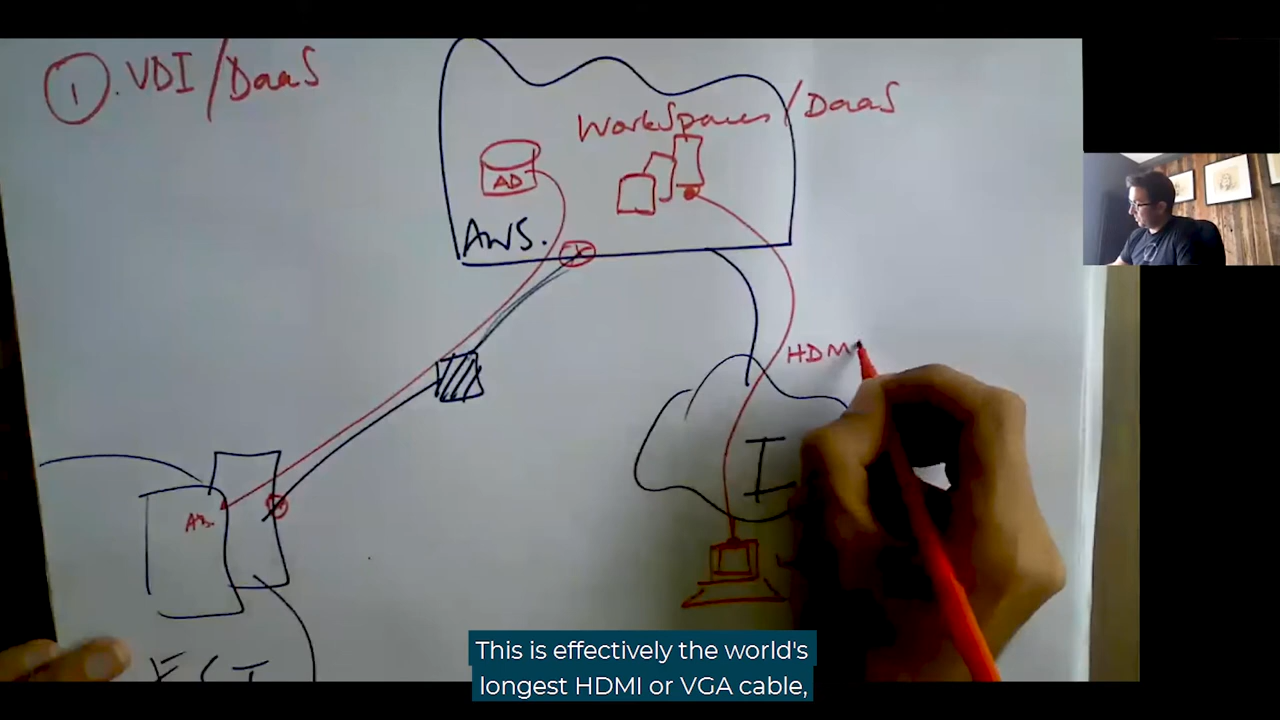 ① . VDI / DaaS
WorkSpaces / DaaS
AD
AWS.
HDM
I
AD
This is effectively the world's
longest HDMI or VGA cable,